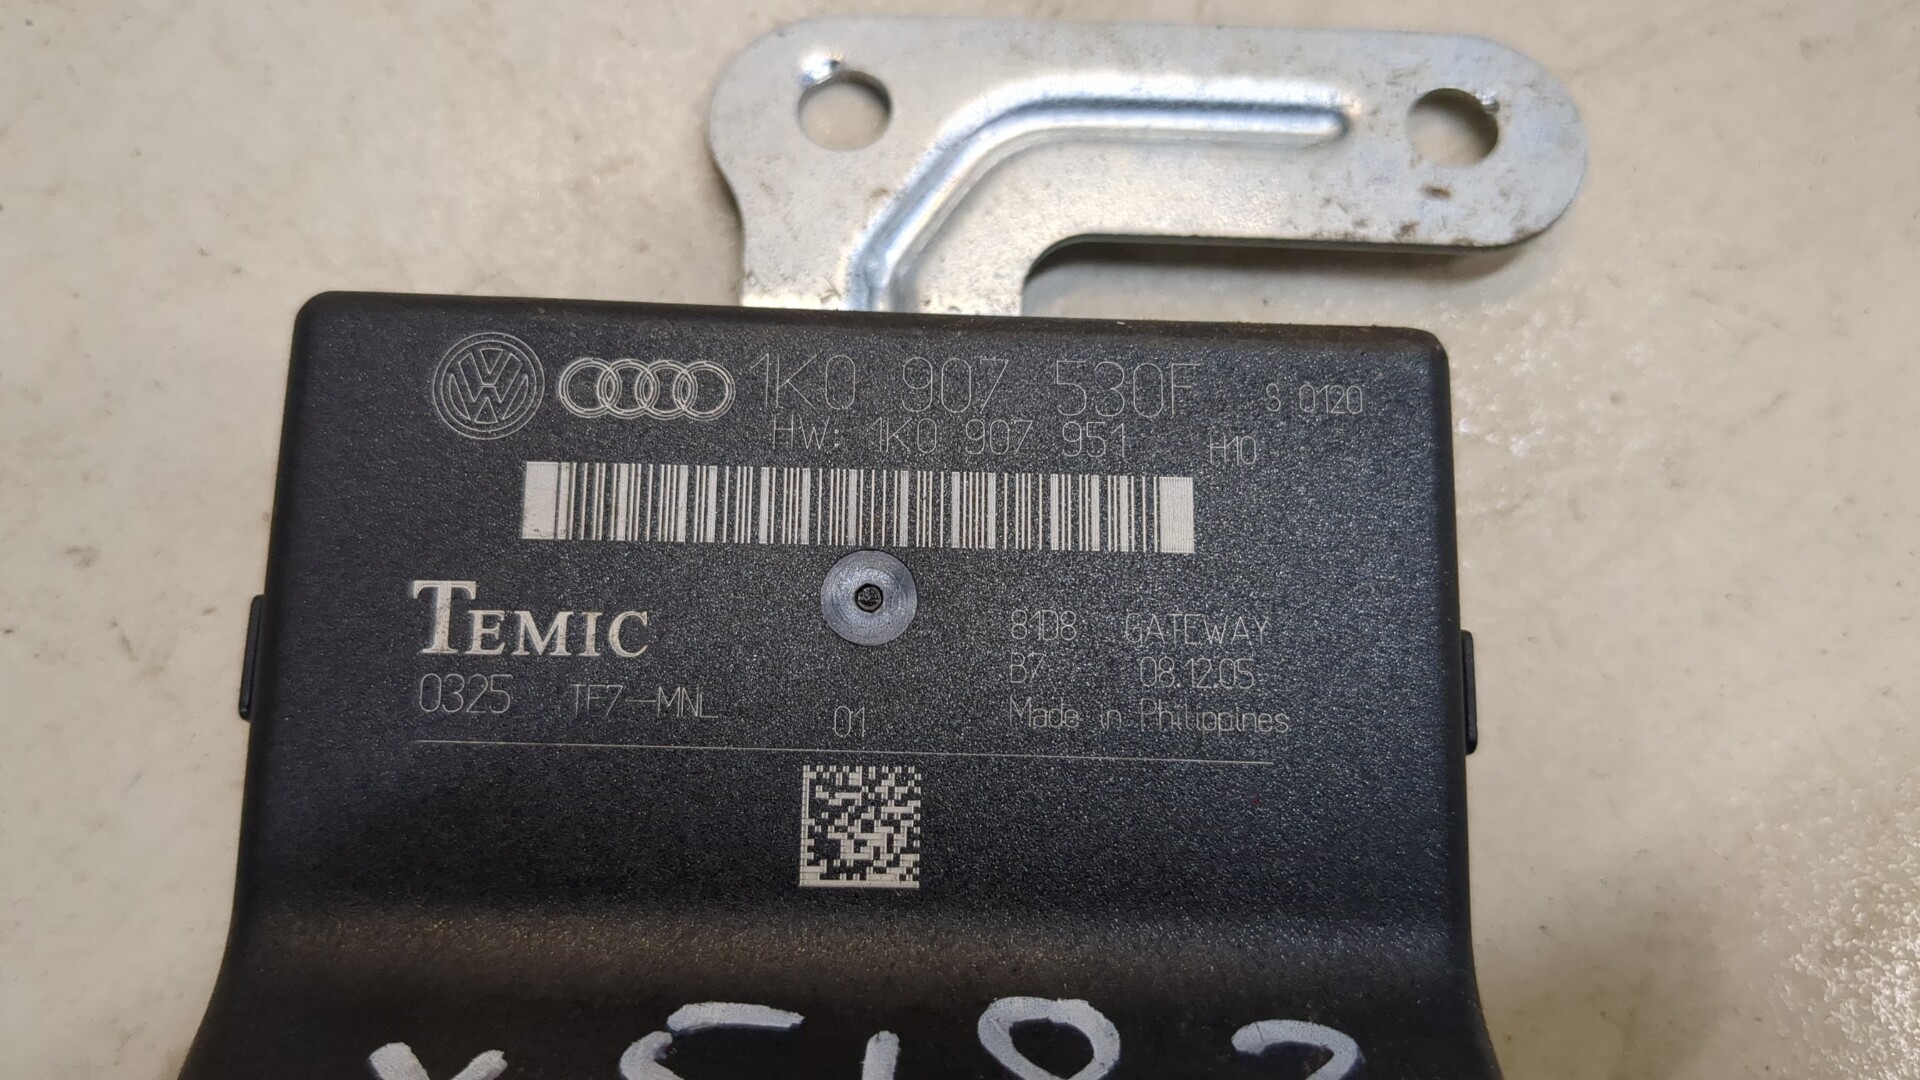 1K0 907 530F S 0120
HW: 1K0 907 951 H10
TEMIC
8108 GATEWAY
B7 08.12.05
0325 TF7-MNL
01
Made in Philippines